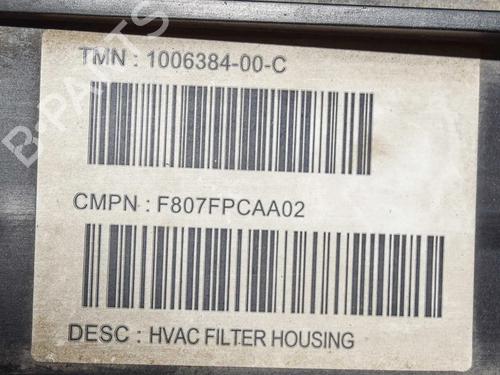 TMN : 1006384-00-C
CMPN : F807FPCAA02
DESC : HVAC FILTER HOUSING
B-PARTS